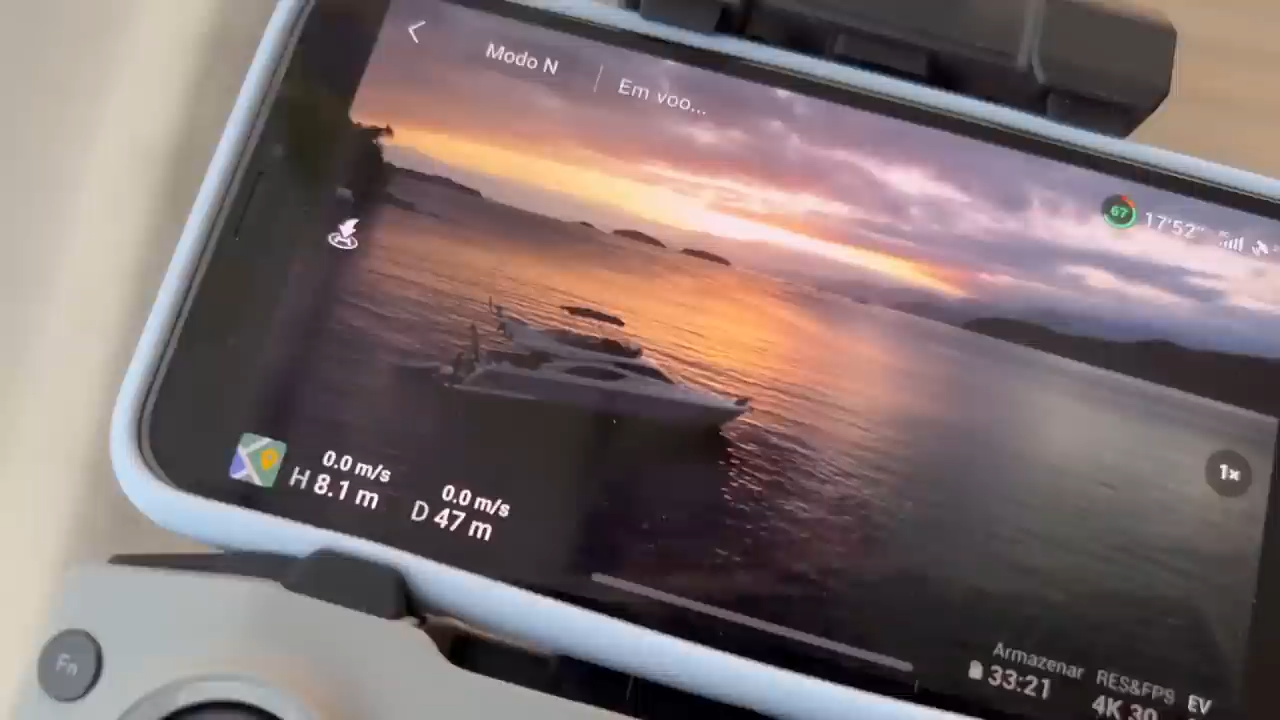 Modo N
Em voo...
67
17'52"
1x
0.0 m/s
H 8.1 m
0.0 m/s
D 47 m
Armazenar
33:21
RES&FPS
4K 30
EV
Fn